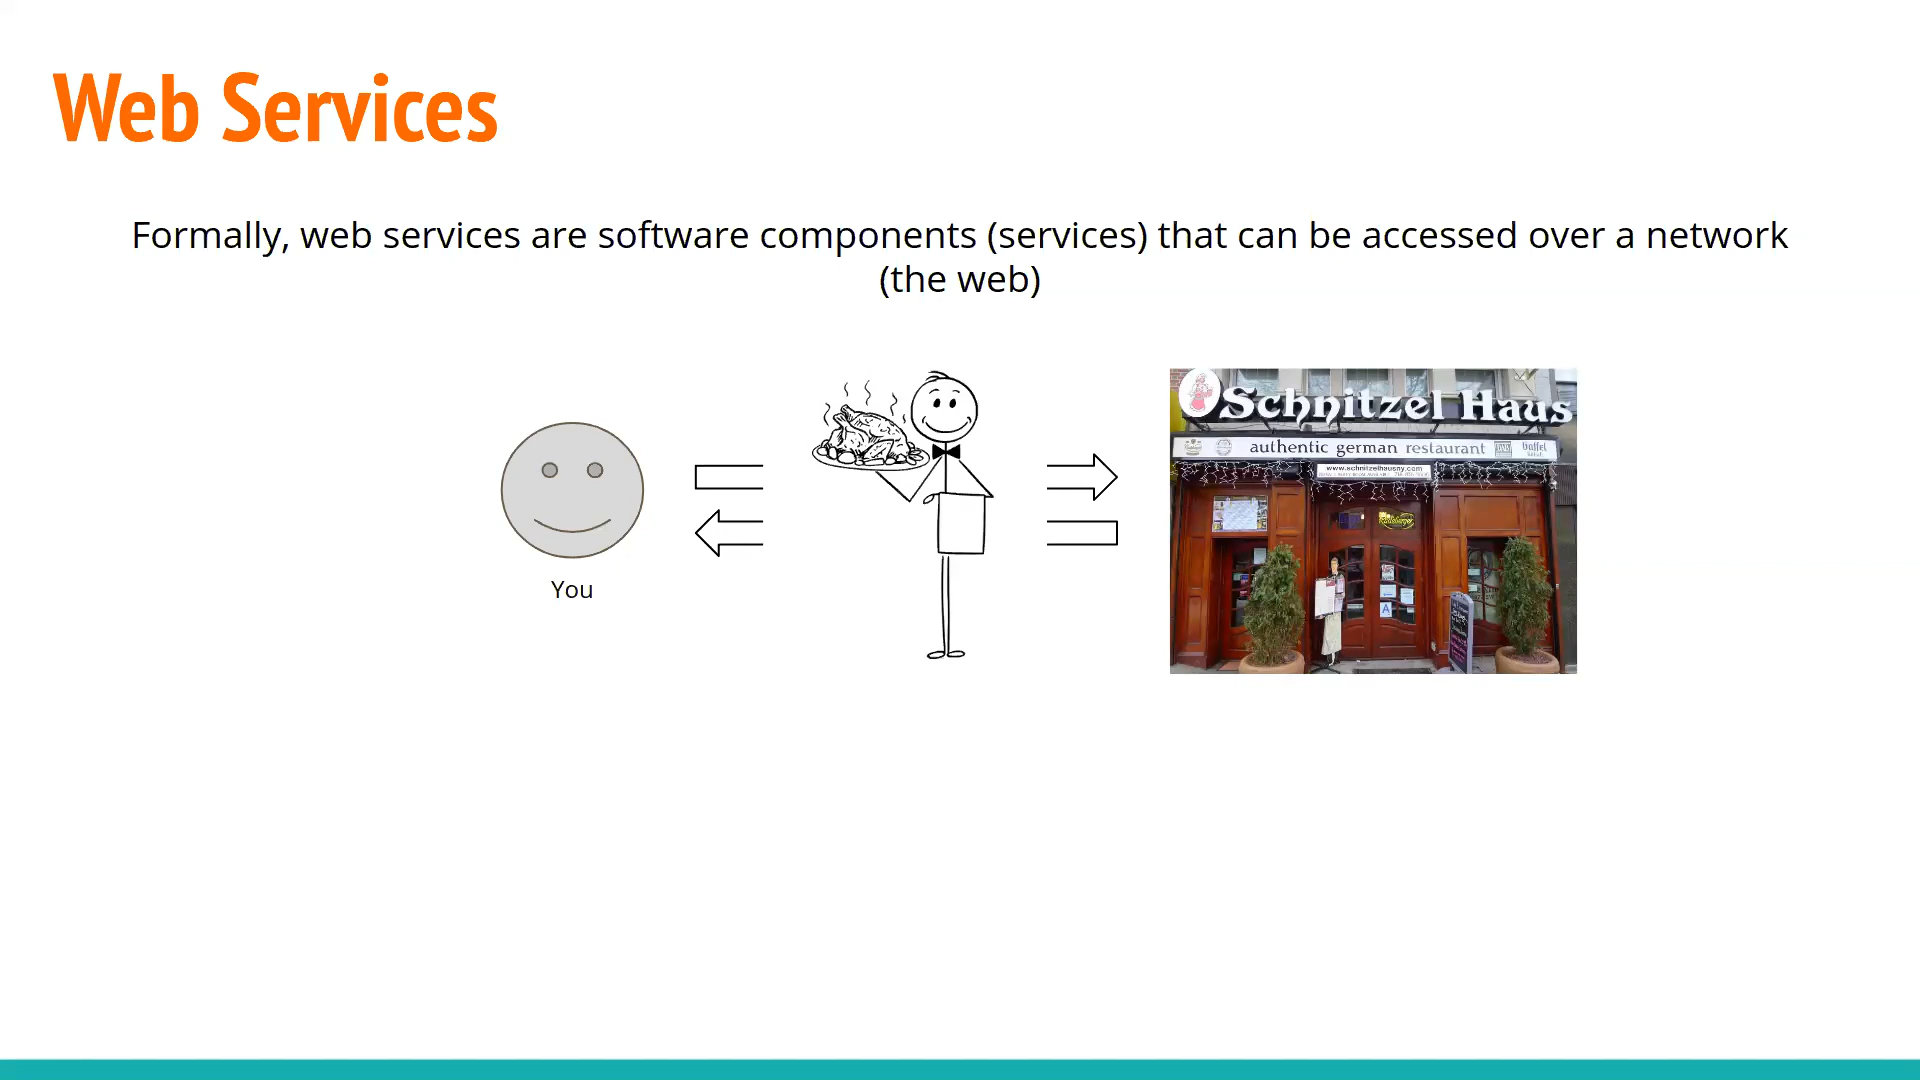 Web Services
Formally, web services are software components (services) that can be accessed over a network
(the web)
Schnitzel Haus
authentic german restaurant
www.schnitzelhausny.com
You